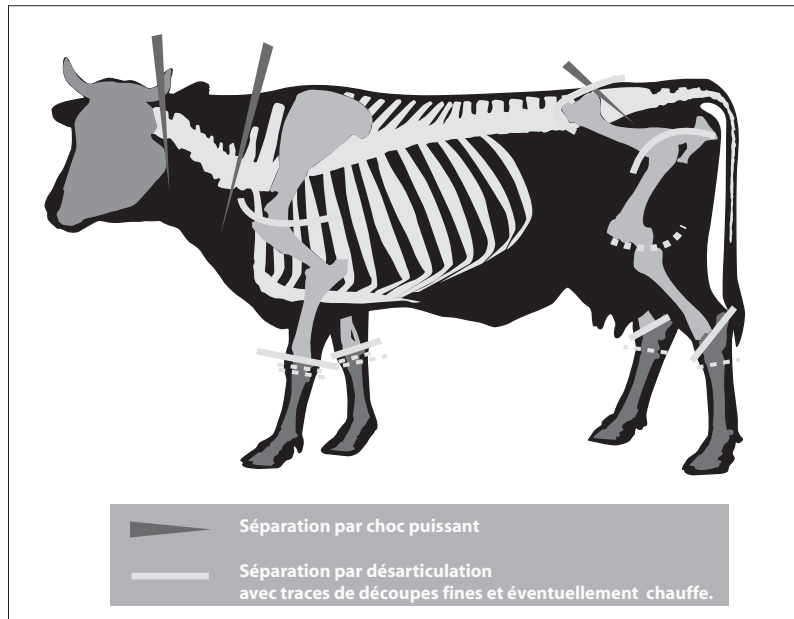 Séparation par choc puissant
Séparation par désarticulation
avec traces de découpes fines et éventuellement chauffe.